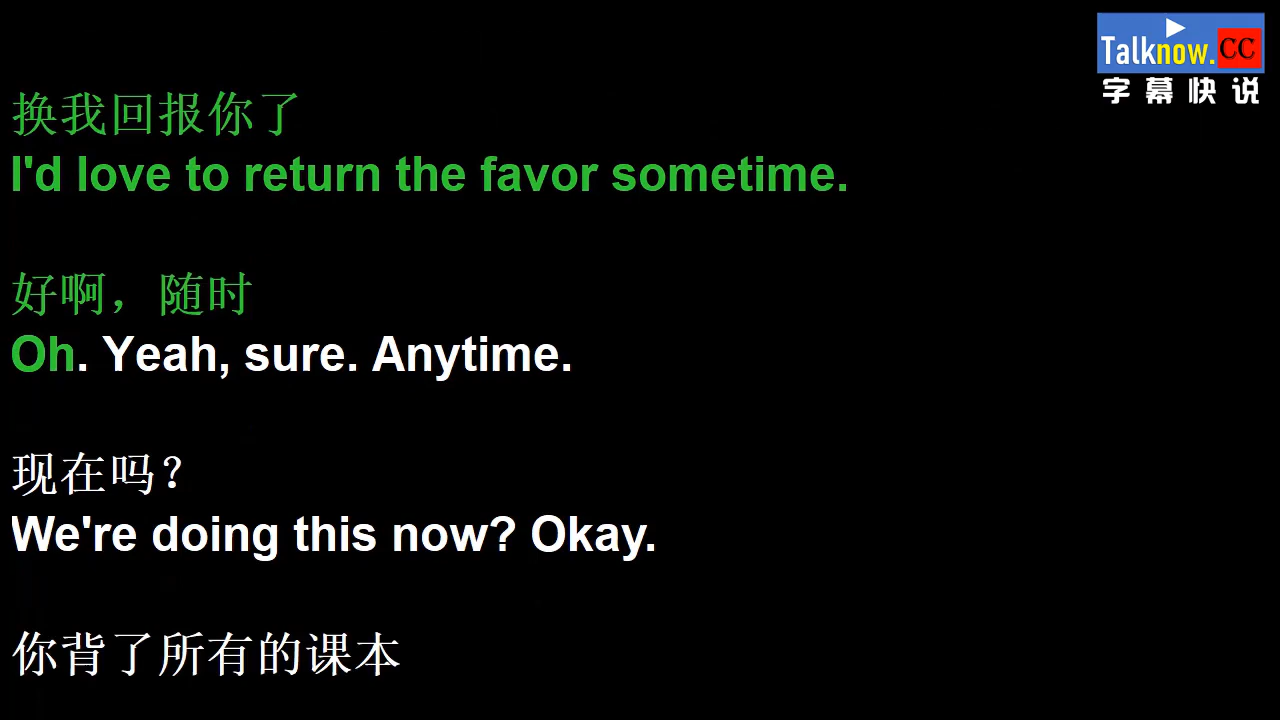 Talknow.CC
字幕快说
换我回报你了
I'd love to return the favor sometime.
好啊，随时
Oh. Yeah, sure. Anytime.
现在吗？
We're doing this now? Okay.
你背了所有的课本